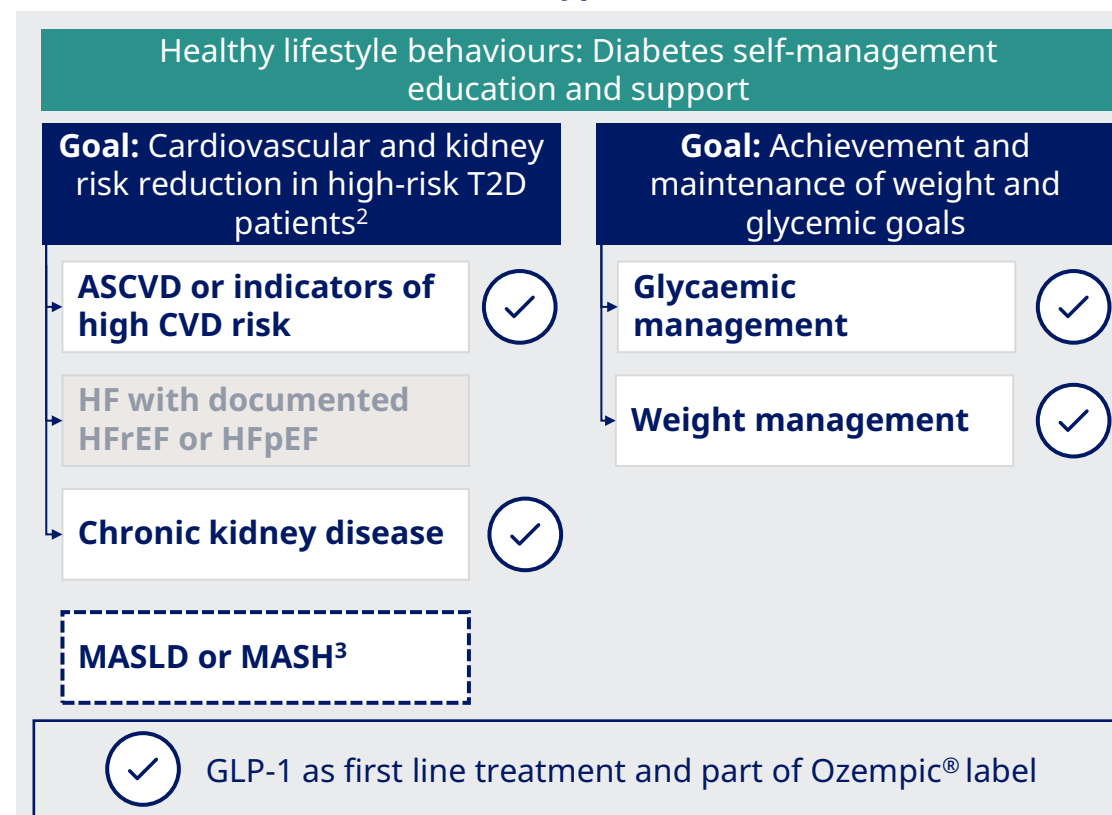 Healthy lifestyle behaviours: Diabetes self-management
education and support
Goal: Cardiovascular and kidney
risk reduction in high-risk T2D
patients²
ASCVD or indicators of
high CVD risk
HF with documented
HFrEF or HFpEF
Chronic kidney disease
MASLD or MASH³
Goal: Achievement and
maintenance of weight and
glycemic goals
Glycaemic
management
Weight management
GLP-1 as first line treatment and part of Ozempic® label